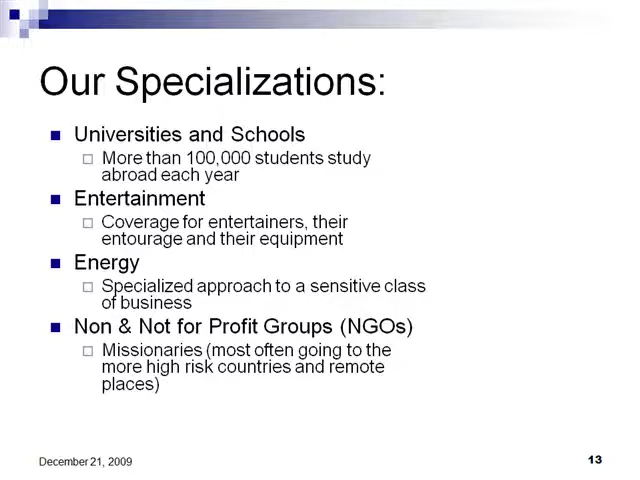 Our Specializations:
Universities and Schools
More than 100,000 students study
abroad each year
Entertainment
Coverage for entertainers, their
entourage and their equipment
Energy
Specialized approach to a sensitive class
of business
Non & Not for Profit Groups (NGOs)
Missionaries (most often going to the
more high risk countries and remote
places)
December 21, 2009
13